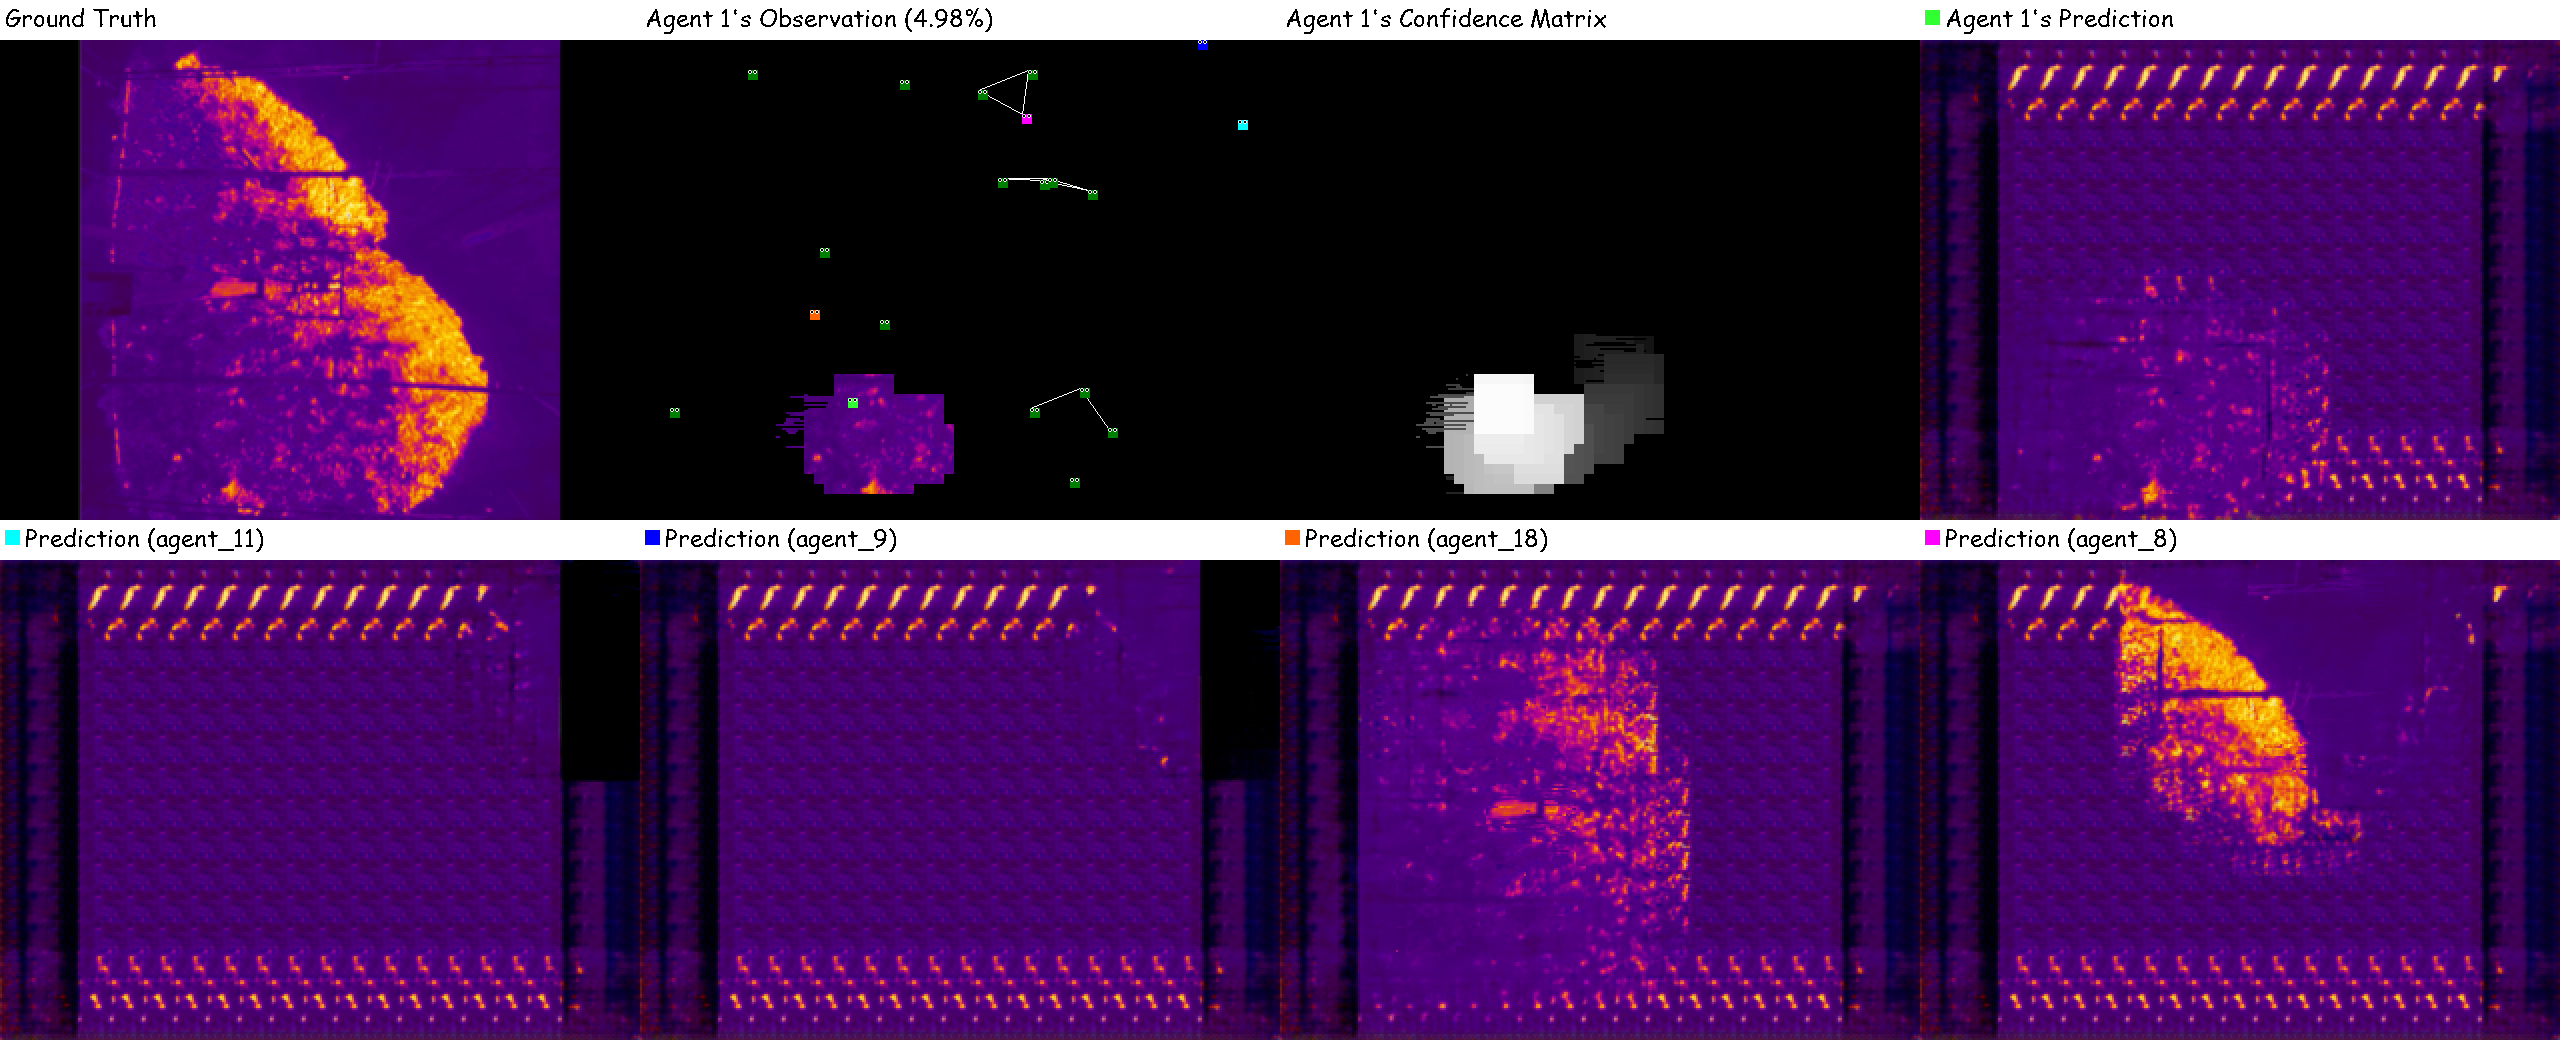 Ground Truth
Agent 1's Observation (4.98%)
Agent 1's Confidence Matrix
Agent 1's Prediction
Prediction (agent_11)
Prediction (agent_9)
Prediction (agent_18)
Prediction (agent_8)